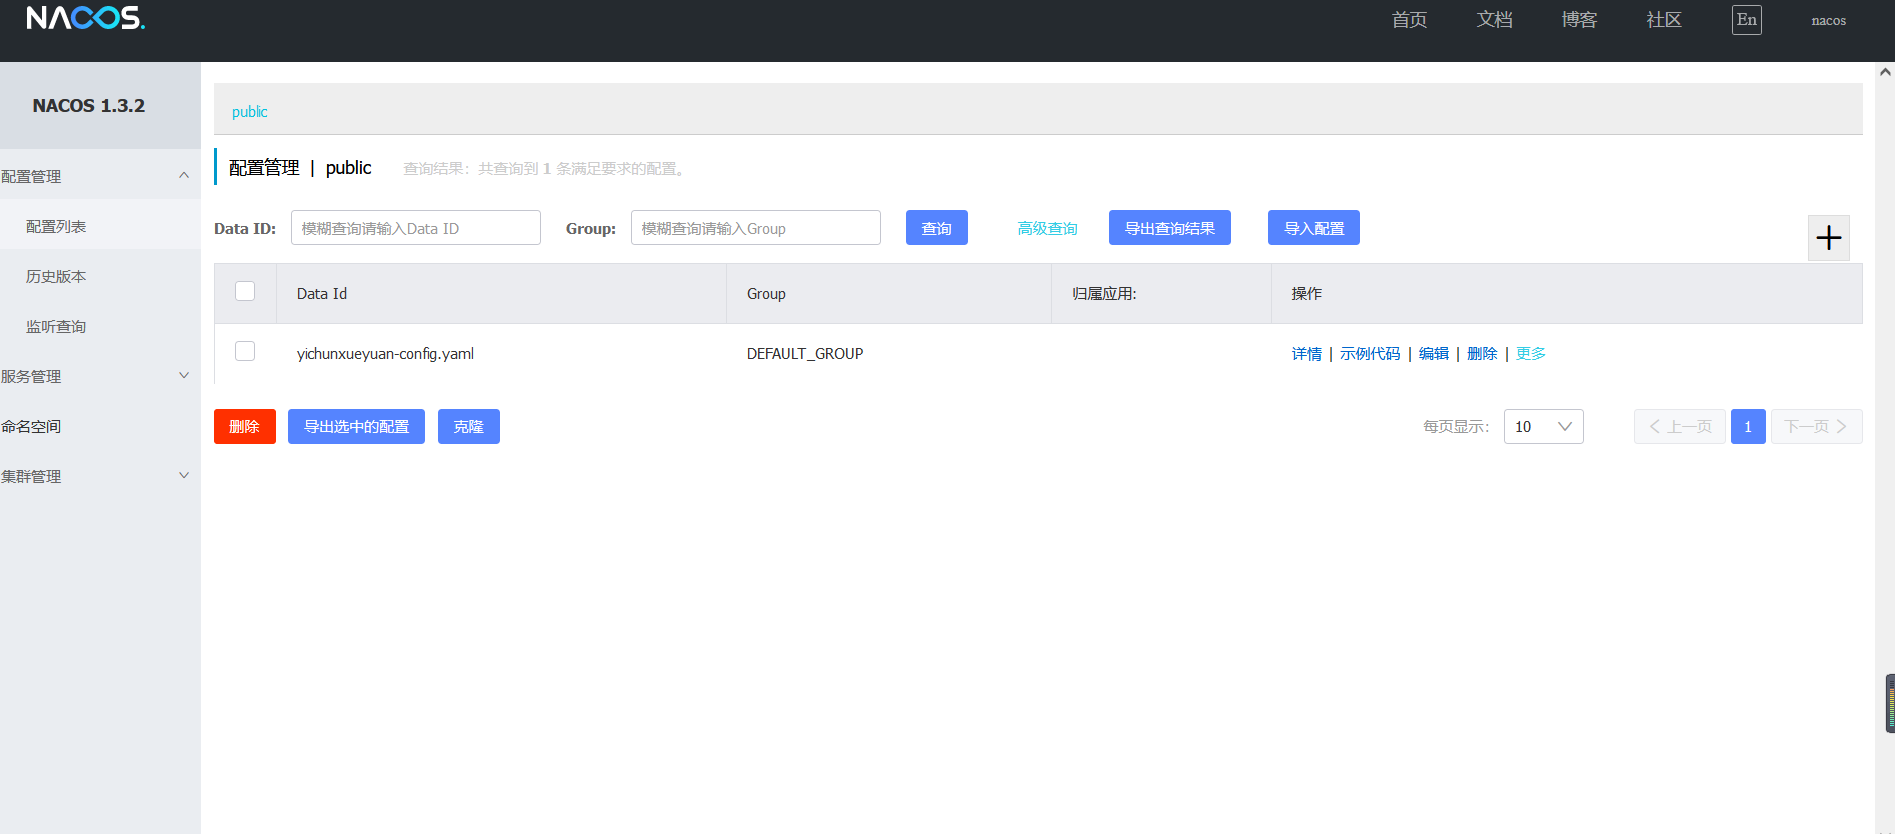 NACOS.
首页 文档 博客 社区 En nacos
NACOS 1.3.2
配置管理
配置列表
历史版本
监听查询
服务管理
命名空间
集群管理
public
配置管理 | public 查询结果：共查询到 1 条满足要求的配置。
Data ID: 模糊查询请输入Data ID Group: 模糊查询请输入Group 查询 高级查询 导出查询结果 导入配置
Data Id Group 归属应用: 操作
yichunxueyuan-config.yaml DEFAULT_GROUP 详情 | 示例代码 | 编辑 | 删除 | 更多
删除 导出选中的配置 克隆 每页显示： 10 上一页 1 下一页